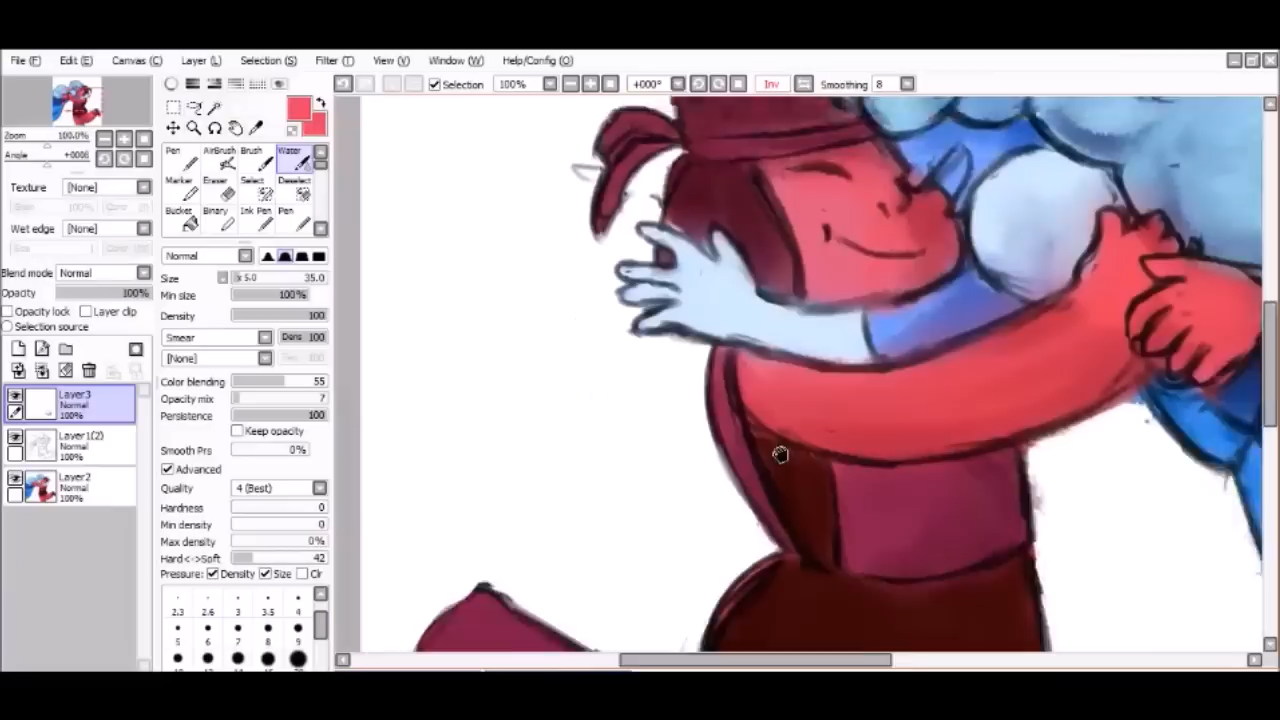 File (F) Edit (E) Canvas (C) Layer (L) Selection (S) Filter (T) View (V) Window (W) Help/Config (O)
Selection 100% +000° Inv Smoothing 8
Zoom 100.0%
Angle
Texture [None]
100%
Wet edge [None]
Blend mode Normal
Opacity 100%
Opacity lock Layer clip
Selection source
Layer3
Normal
100%
Layer1(2)
Normal
100%
Layer2
Normal
100%
Pen AirBrush Brush Water
Marker Eraser Select Deselect
Bucket Binary Ink Pen Pen
Normal
Size x 5.0 35.0
Min size 100%
Density 100
Smear Dens 100
[None] 100
Color blending 55
Opacity mix 7
Persistence 100
Keep opacity
Smooth Prs 0%
Advanced
Quality 4 (Best)
Hardness 0
Min density 0
Max density 0%
Hard<->Soft 42
Pressure: Density Size Clr
2.3 2.6 3 3.5 4
5 6 7 8 9